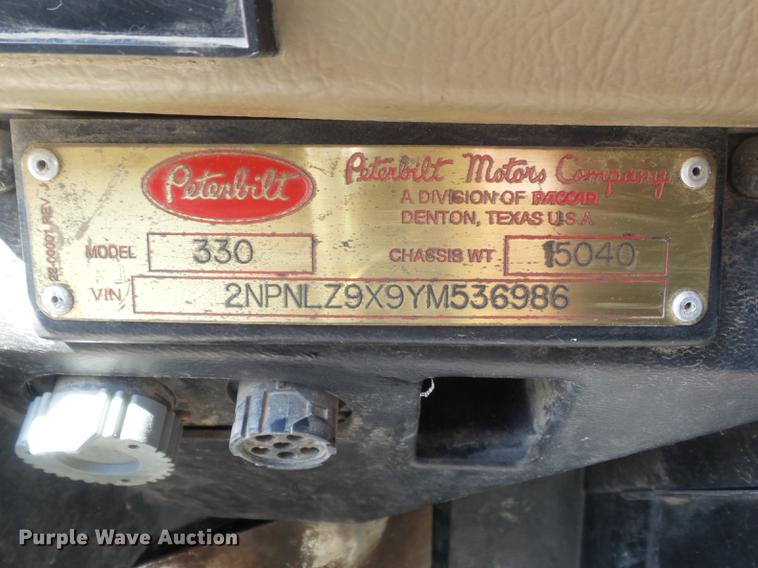 Peterbilt
Peterbilt Motors Company
A DIVISION OF PACCAR
DENTON, TEXAS U.S.A.
MODEL 330 CHASSIS WT 15040
VIN 2NPNLZ9X9YM536986
Purple Wave Auction